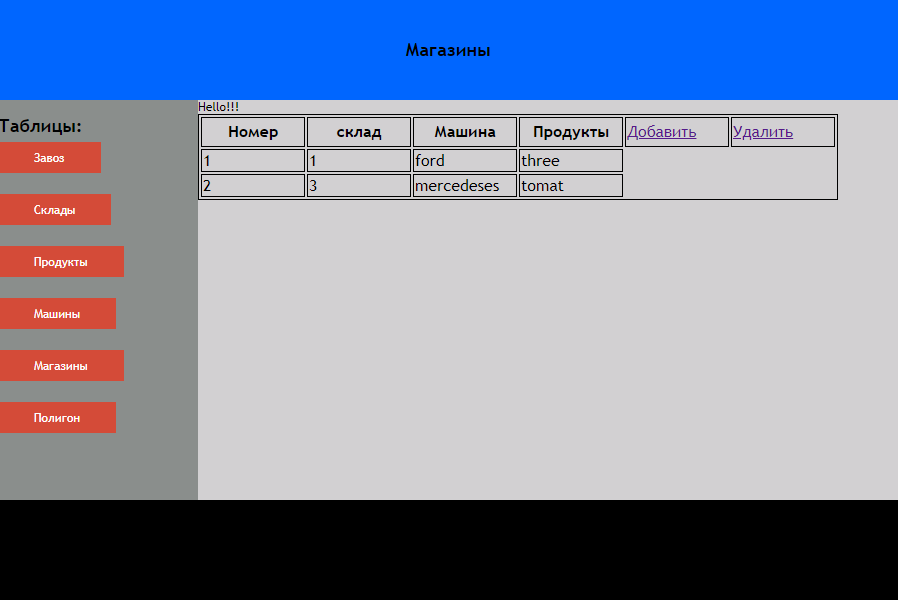 Магазины
Таблицы:
Завоз
Склады
Продукты
Машины
Магазины
Полигон
Hello!!!
Номер склад Машина Продукты Добавить Удалить
1 1 ford three
2 3 mercedeses tomat